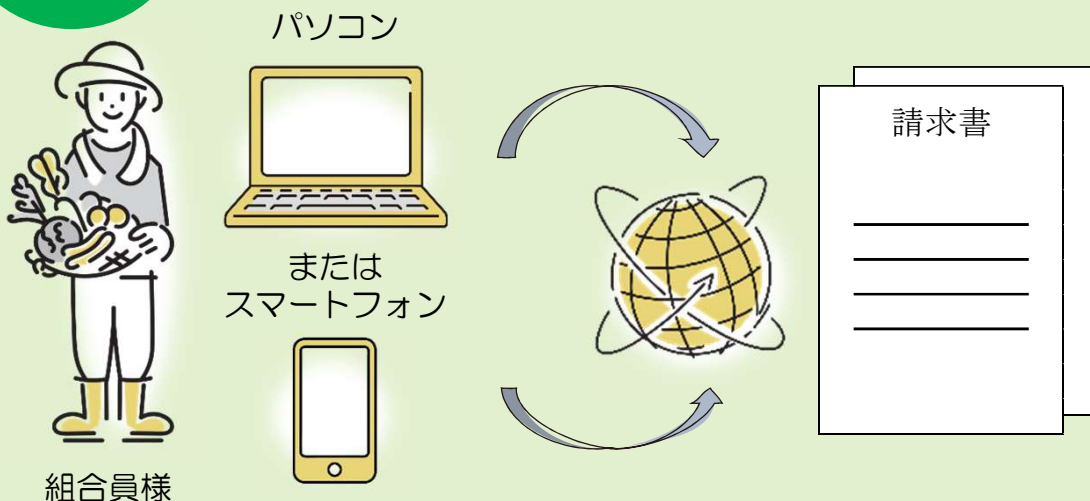 パソコン
または
スマートフォン
組合員様
請求書